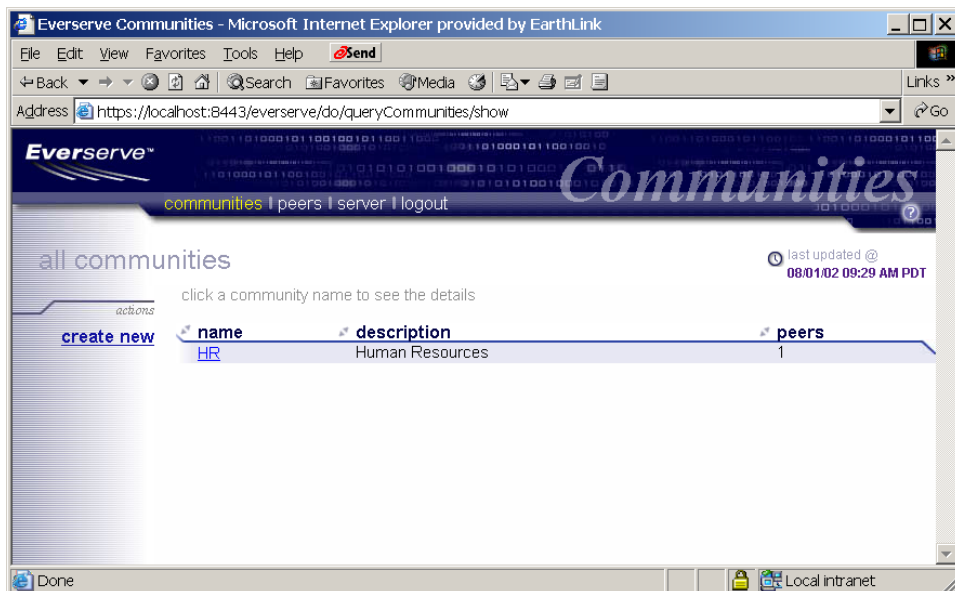 Everserve Communities - Microsoft Internet Explorer provided by EarthLink
File Edit View Favorites Tools Help Send
Back Search Favorites Media Links »
Address https://localhost:8443/everserve/do/queryCommunities/show Go
Everserve™
Communities
communities | peers | server | logout
?
all communities
last updated @
08/01/02 09:29 AM PDT
click a community name to see the details
actions
create new
name description peers
HR Human Resources 1
Done Local intranet